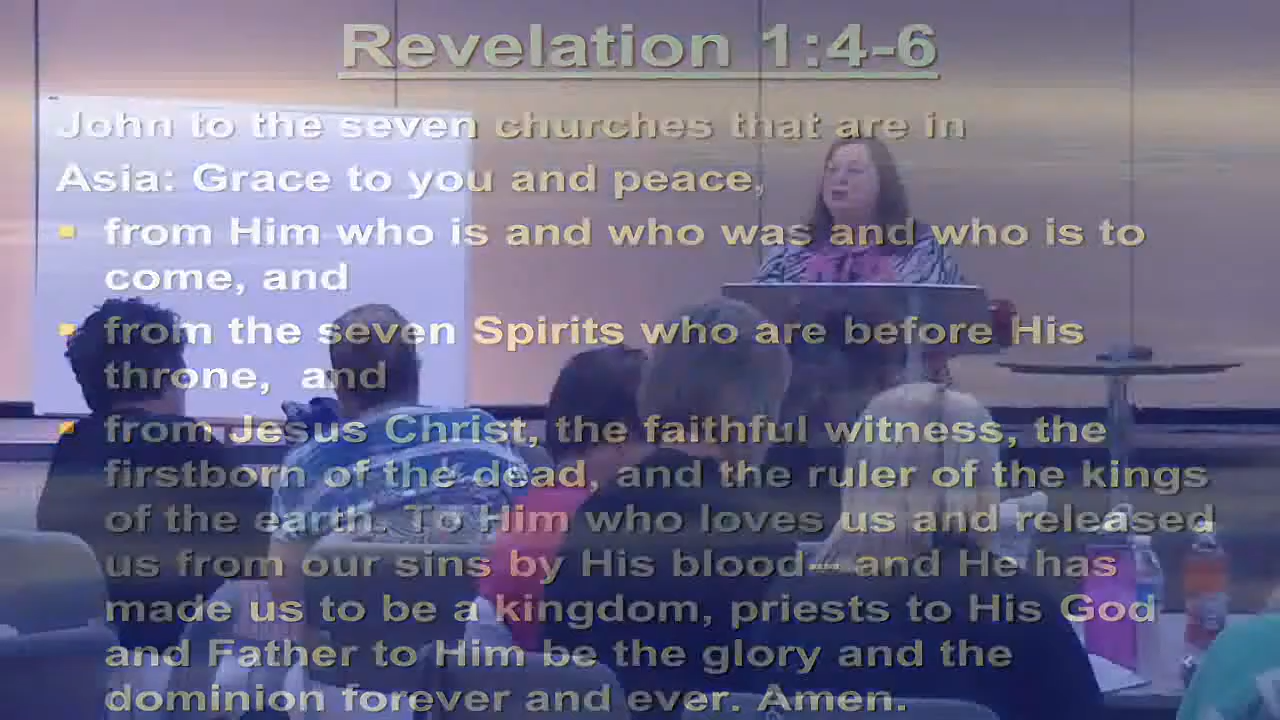 Revelation 1:4-6
John to the seven churches that are in
Asia: Grace to you and peace,
▪ from Him who is and who was and who is to
come, and
▪ from the seven Spirits who are before His
throne,  and
▪ from Jesus Christ, the faithful witness, the
firstborn of the dead, and the ruler of the kings
of the earth. To Him who loves us and released
us from our sins by His blood— and He has
made us to be a kingdom, priests to His God
and Father to Him be the glory and the
dominion forever and ever. Amen.